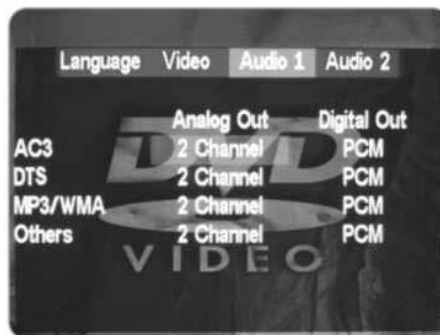 Language Video Audio 1 Audio 2
Analog Out Digital Out
AC3 2 Channel PCM
DTS 2 Channel PCM
MP3/WMA 2 Channel PCM
Others 2 Channel PCM
DVD
VIDEO